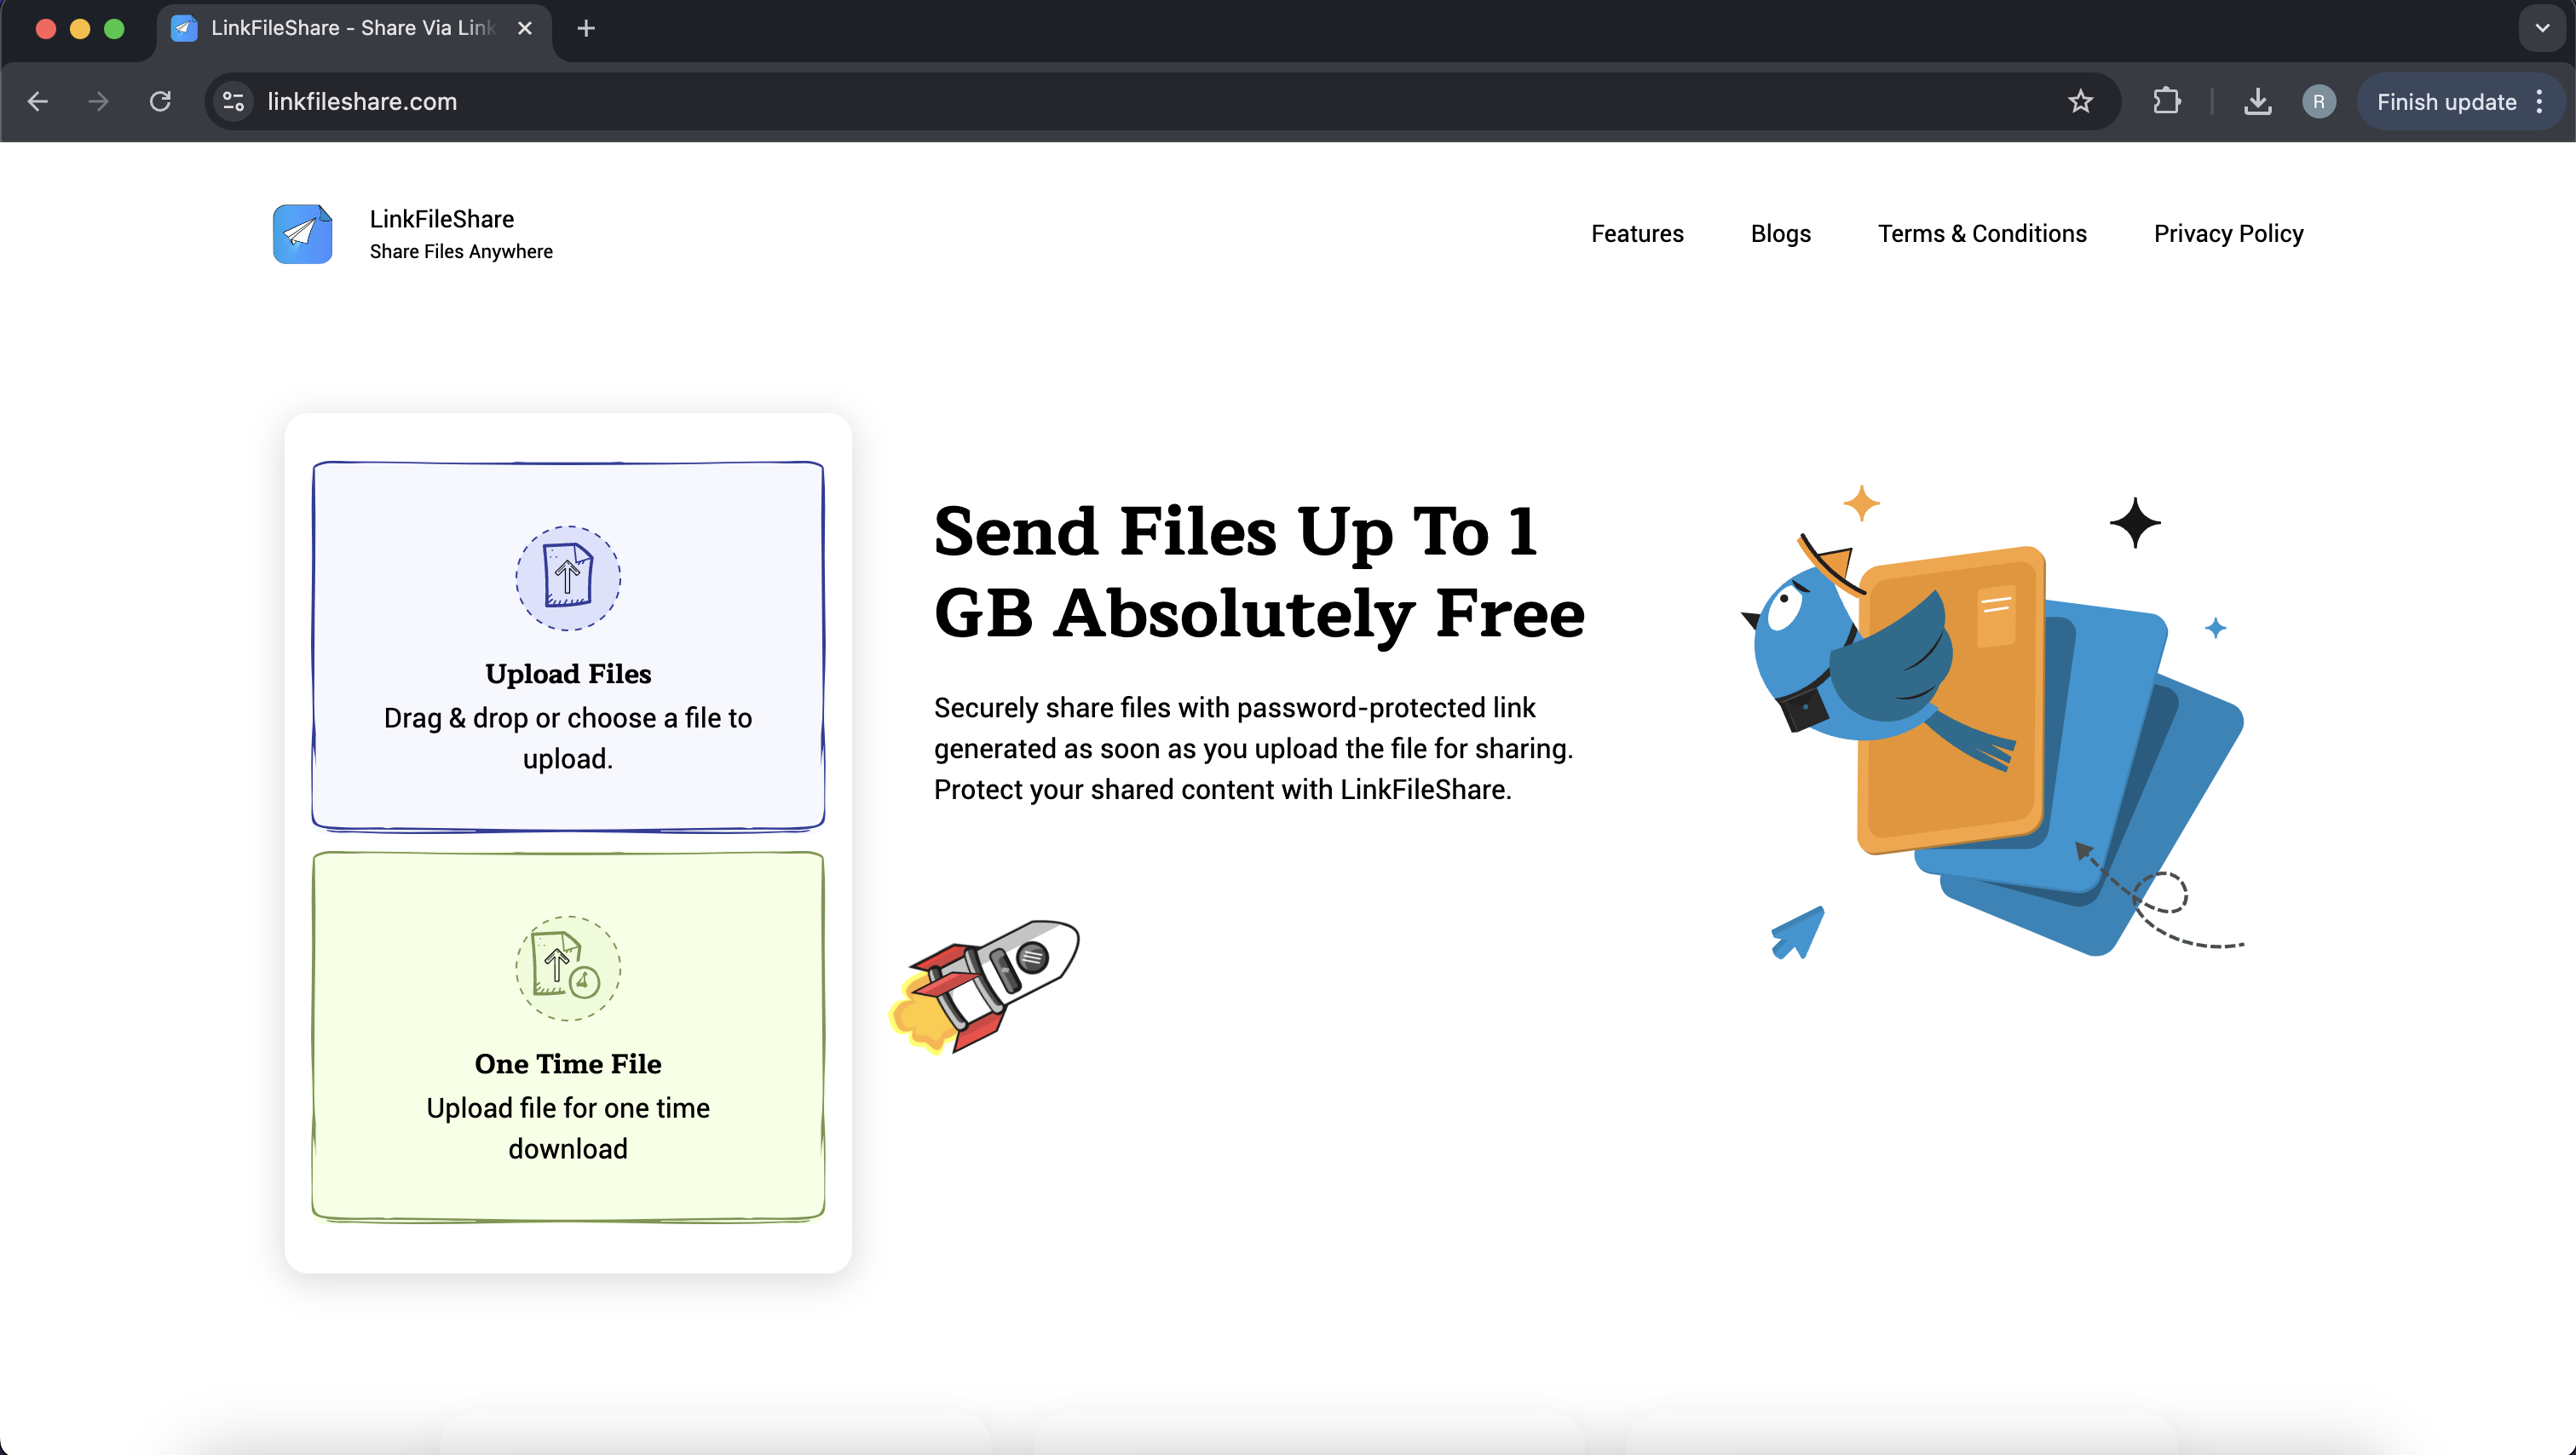 LinkFileShare - Share Via Link
linkfileshare.com
R
Finish update
LinkFileShare
Share Files Anywhere
Features
Blogs
Terms & Conditions
Privacy Policy
Upload Files
Drag & drop or choose a file to
upload.
One Time File
Upload file for one time
download
Send Files Up To 1
GB Absolutely Free
Securely share files with password-protected link
generated as soon as you upload the file for sharing.
Protect your shared content with LinkFileShare.